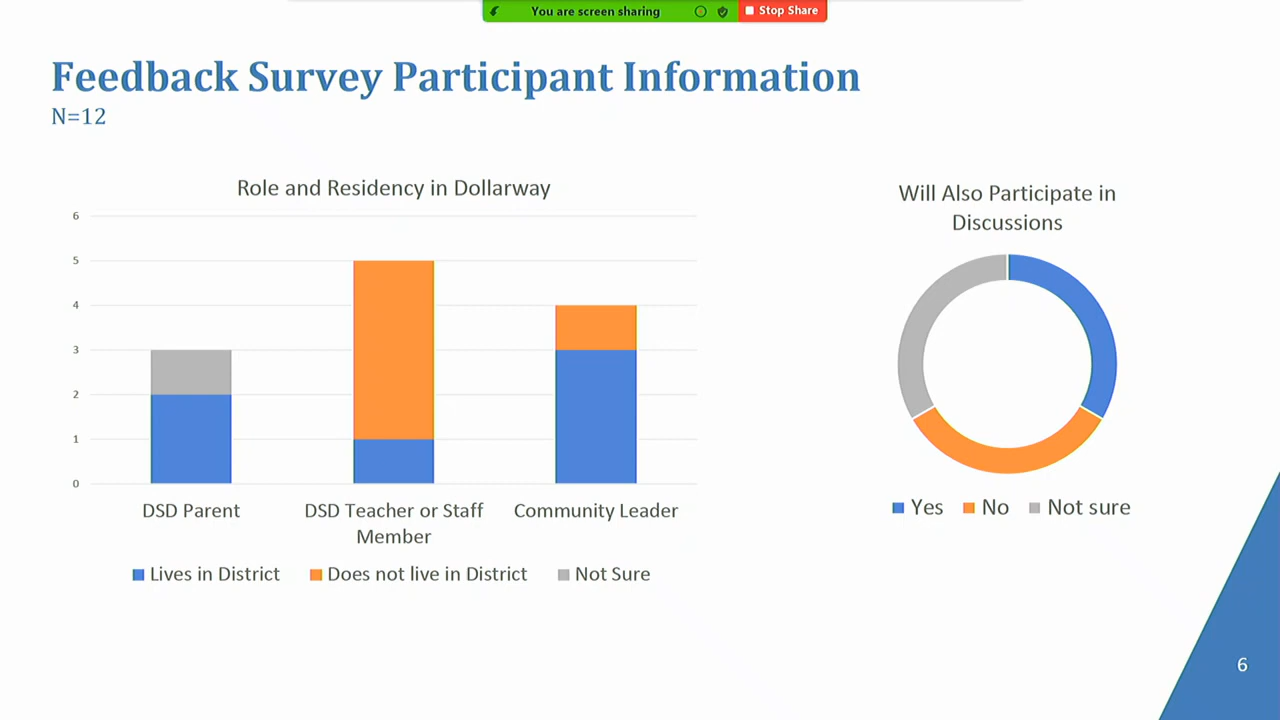 You are screen sharing
Stop Share
Feedback Survey Participant Information
N=12
Role and Residency in Dollarway
6
5
4
3
2
1
0
DSD Parent
DSD Teacher or Staff
Member
Community Leader
Lives in District
Does not live in District
Not Sure
Will Also Participate in
Discussions
Yes
No
Not sure
6